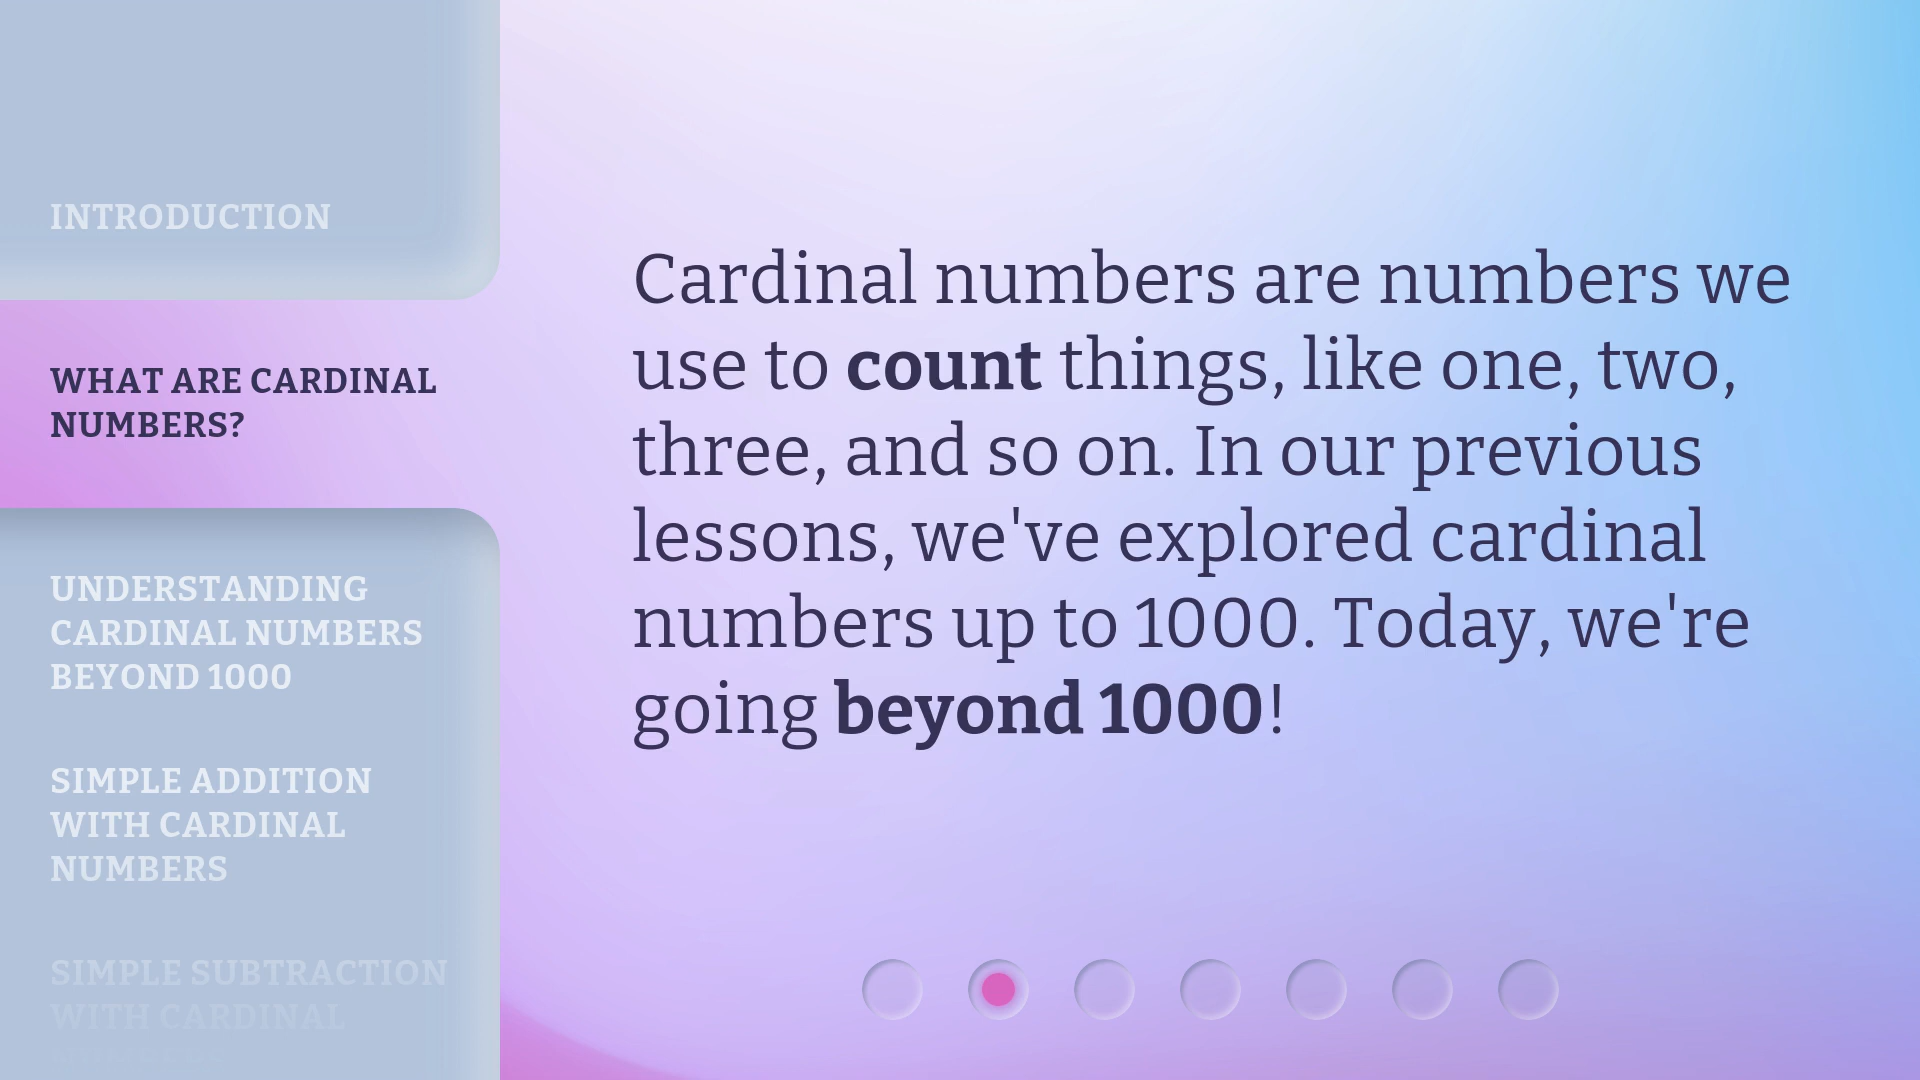 INTRODUCTION
WHAT ARE CARDINAL
NUMBERS?
UNDERSTANDING
CARDINAL NUMBERS
BEYOND 1000
SIMPLE ADDITION
WITH CARDINAL
NUMBERS
SIMPLE SUBTRACTION
WITH CARDINAL
NUMBERS
Cardinal numbers are numbers we
use to count things, like one, two,
three, and so on. In our previous
lessons, we've explored cardinal
numbers up to 1000. Today, we're
going beyond 1000!